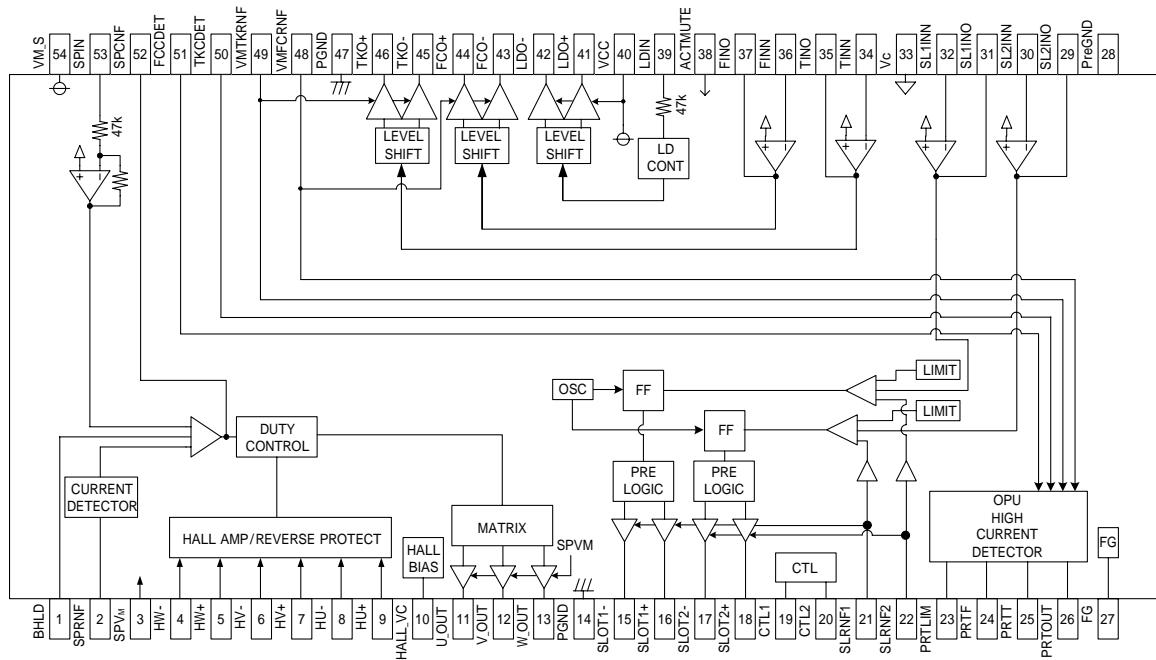 VM_S
SPIN
SPCNF
FCCDET
TKCDET
VMTKRNF
VMFCRNF
PGND
TKO+
TKO-
FCO+
FCO-
LDO-
LDO+
VCC
LDIN
ACTMUTE
FINO
FINN
TINO
TINN
Vc
SL1INN
SL1INO
SL2INN
SL2INO
PreGND
54 53 52 51 50 49 48 47 46 45 44 43 42 41 40 39 38 37 36 35 34 33 32 31 30 29 28
47k
47k
+ -
LEVEL
SHIFT
LEVEL
SHIFT
LEVEL
SHIFT
LD
CONT
+ -
+ -
+ -
+ -
LIMIT
OSC
FF
LIMIT
FF
DUTY
CONTROL
CURRENT
DETECTOR
PRE
LOGIC
PRE
LOGIC
HALL AMP/REVERSE PROTECT
HALL
BIAS
MATRIX
SPVM
CTL
OPU
HIGH
CURRENT
DETECTOR
FG
1 2 3 4 5 6 7 8 9 10 11 12 13 14 15 16 17 18 19 20 21 22 23 24 25 26 27
BHLD
SPRNF
SPVM
HW-
HW+
HV-
HV+
HU-
HU+
HALL_VC
U_OUT
V_OUT
W_OUT
PGND
SLOT1-
SLOT1+
SLOT2-
SLOT2+
CTL1
CTL2
SLRNF1
SLRNF2
PRTLIM
PRTF
PRTT
PRTOUT
FG